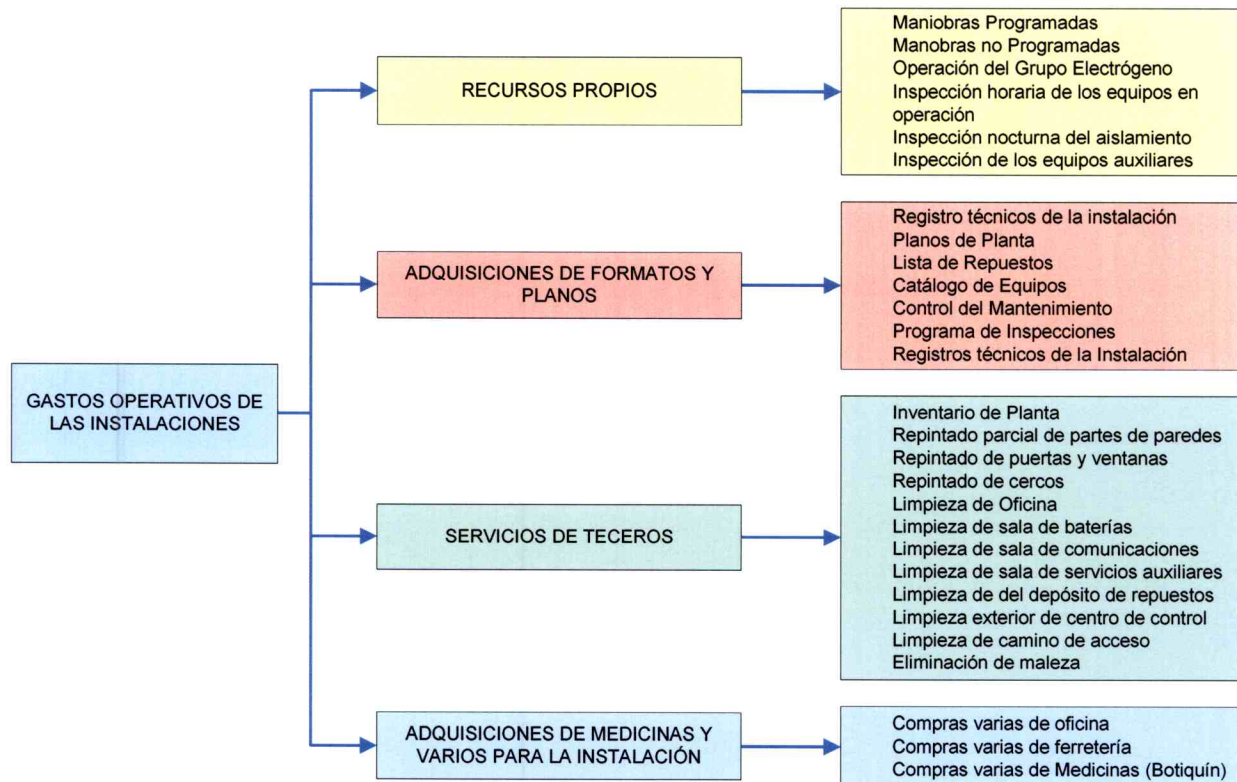 GASTOS OPERATIVOS DE
LAS INSTALACIONES
RECURSOS PROPIOS
Maniobras Programadas
Manobras no Programadas
Operación del Grupo Electrógeno
Inspección horaria de los equipos en
operación
Inspección nocturna del aislamiento
Inspección de los equipos auxiliares
ADQUISICIONES DE FORMATOS Y
PLANOS
Registro técnicos de la instalación
Planos de Planta
Lista de Repuestos
Catálogo de Equipos
Control del Mantenimiento
Programa de Inspecciones
Registros técnicos de la Instalación
SERVICIOS DE TECEROS
Inventario de Planta
Repintado parcial de partes de paredes
Repintado de puertas y ventanas
Repintado de cercos
Limpieza de Oficina
Limpieza de sala de baterías
Limpieza de sala de comunicaciones
Limpieza de sala de servicios auxiliares
Limpieza de del depósito de repuestos
Limpieza exterior de centro de control
Limpieza de camino de acceso
Eliminación de maleza
ADQUISICIONES DE MEDICINAS Y
VARIOS PARA LA INSTALACIÓN
Compras varias de oficina
Compras varias de ferretería
Compras varias de Medicinas (Botiquín)